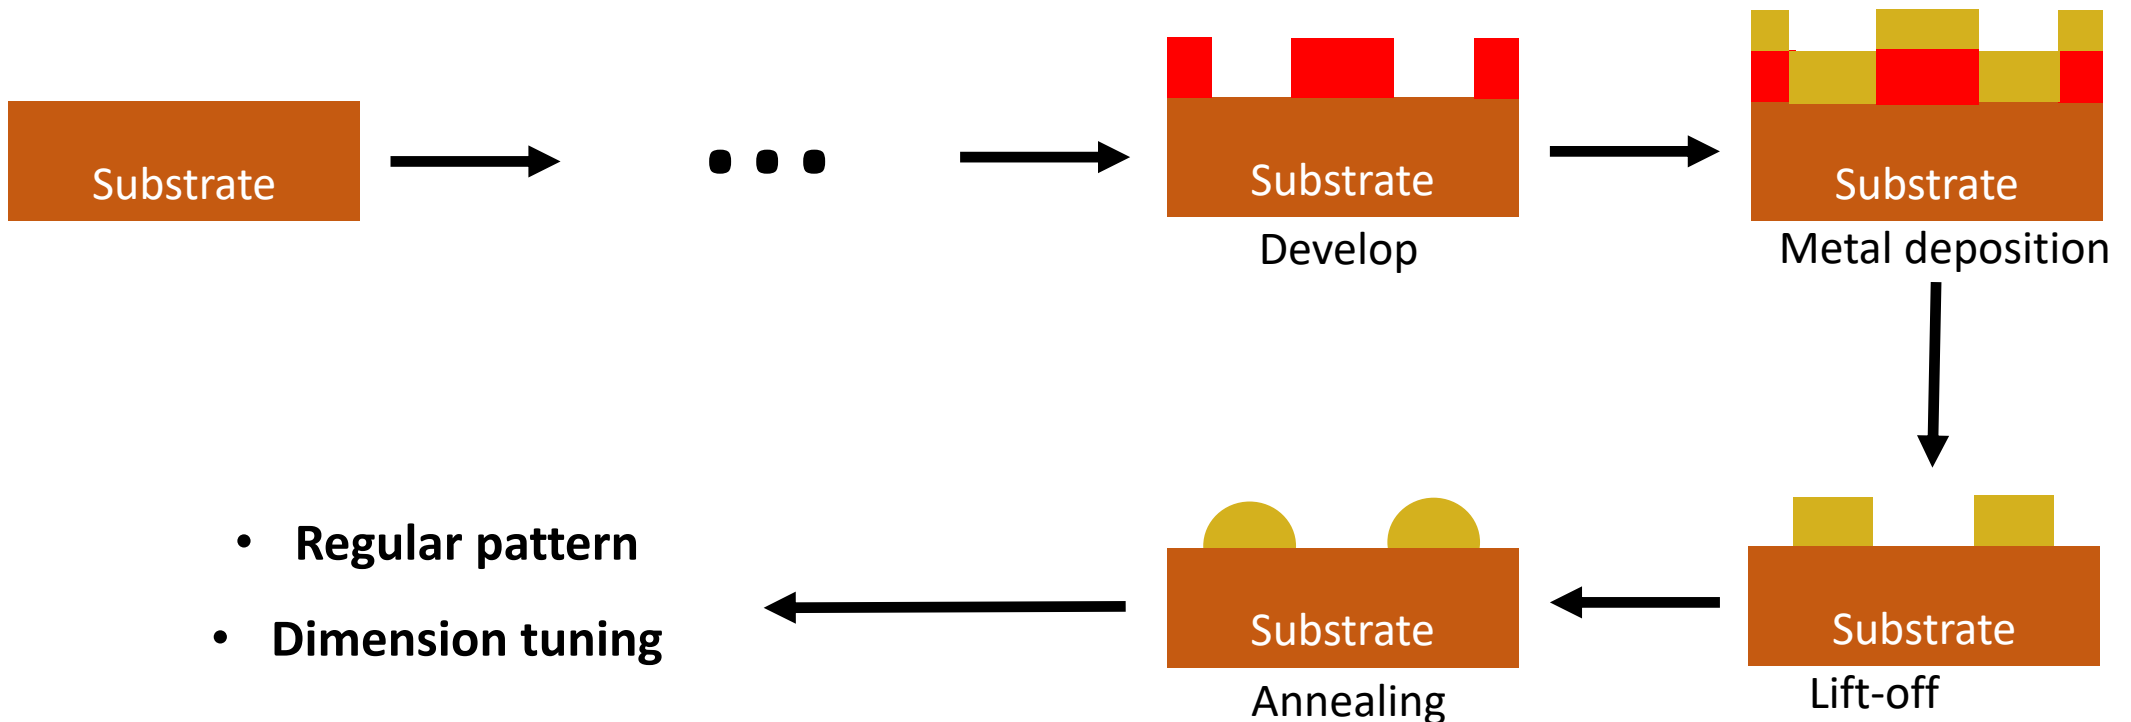 Substrate
...
Substrate
Develop
Substrate
Metal deposition
Substrate
Lift-off
Substrate
Annealing
• Regular pattern
• Dimension tuning